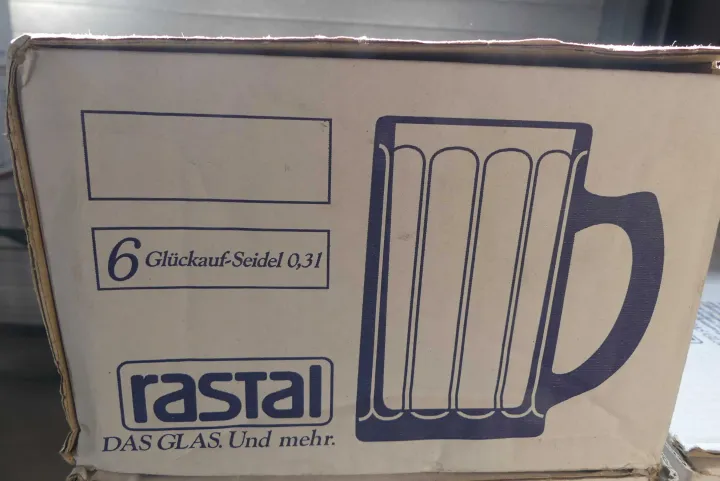 6 Glückauf-Seidel 0,3l
rastal
DAS GLAS. Und mehr.